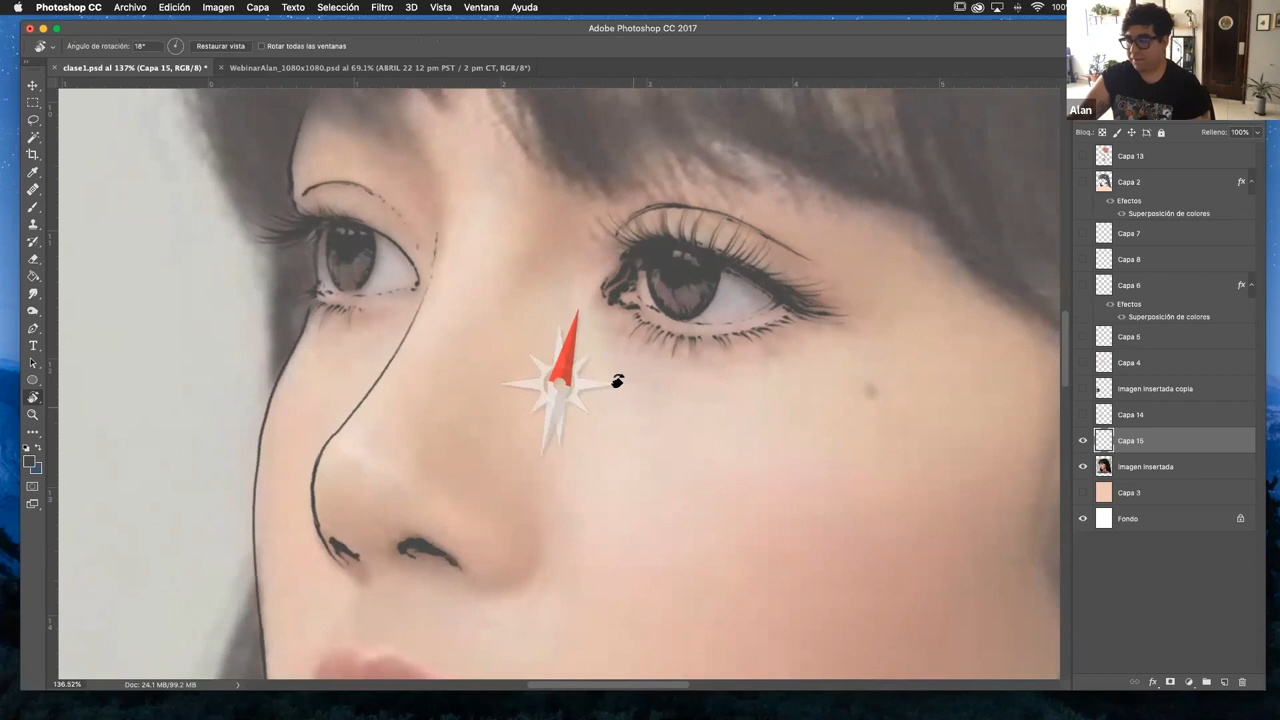 Photoshop CC Archivo Edición Imagen Capa Texto Selección Filtro 3D Vista Ventana Ayuda
Adobe Photoshop CC 2017
Ángulo de rotación: 18° Restaurar vista Rotar todas las ventanas
clase1.psd al 137% (Capa 15, RGB/8) *
WebinarAlan_1080x1080.psd al 69.1% (ABRIL 22 12 pm PST / 2 pm CT, RGB/8*)
Alan
Bloq.: Relleno: 100%
Capa 13
Capa 2
Efectos
Superposición de colores
Capa 7
Capa 8
Capa 6
Efectos
Superposición de colores
Capa 5
Capa 4
Imagen insertada copia
Capa 14
Capa 15
Imagen insertada
Capa 3
Fondo
136.52% Doc: 24.1 MB/99.2 MB